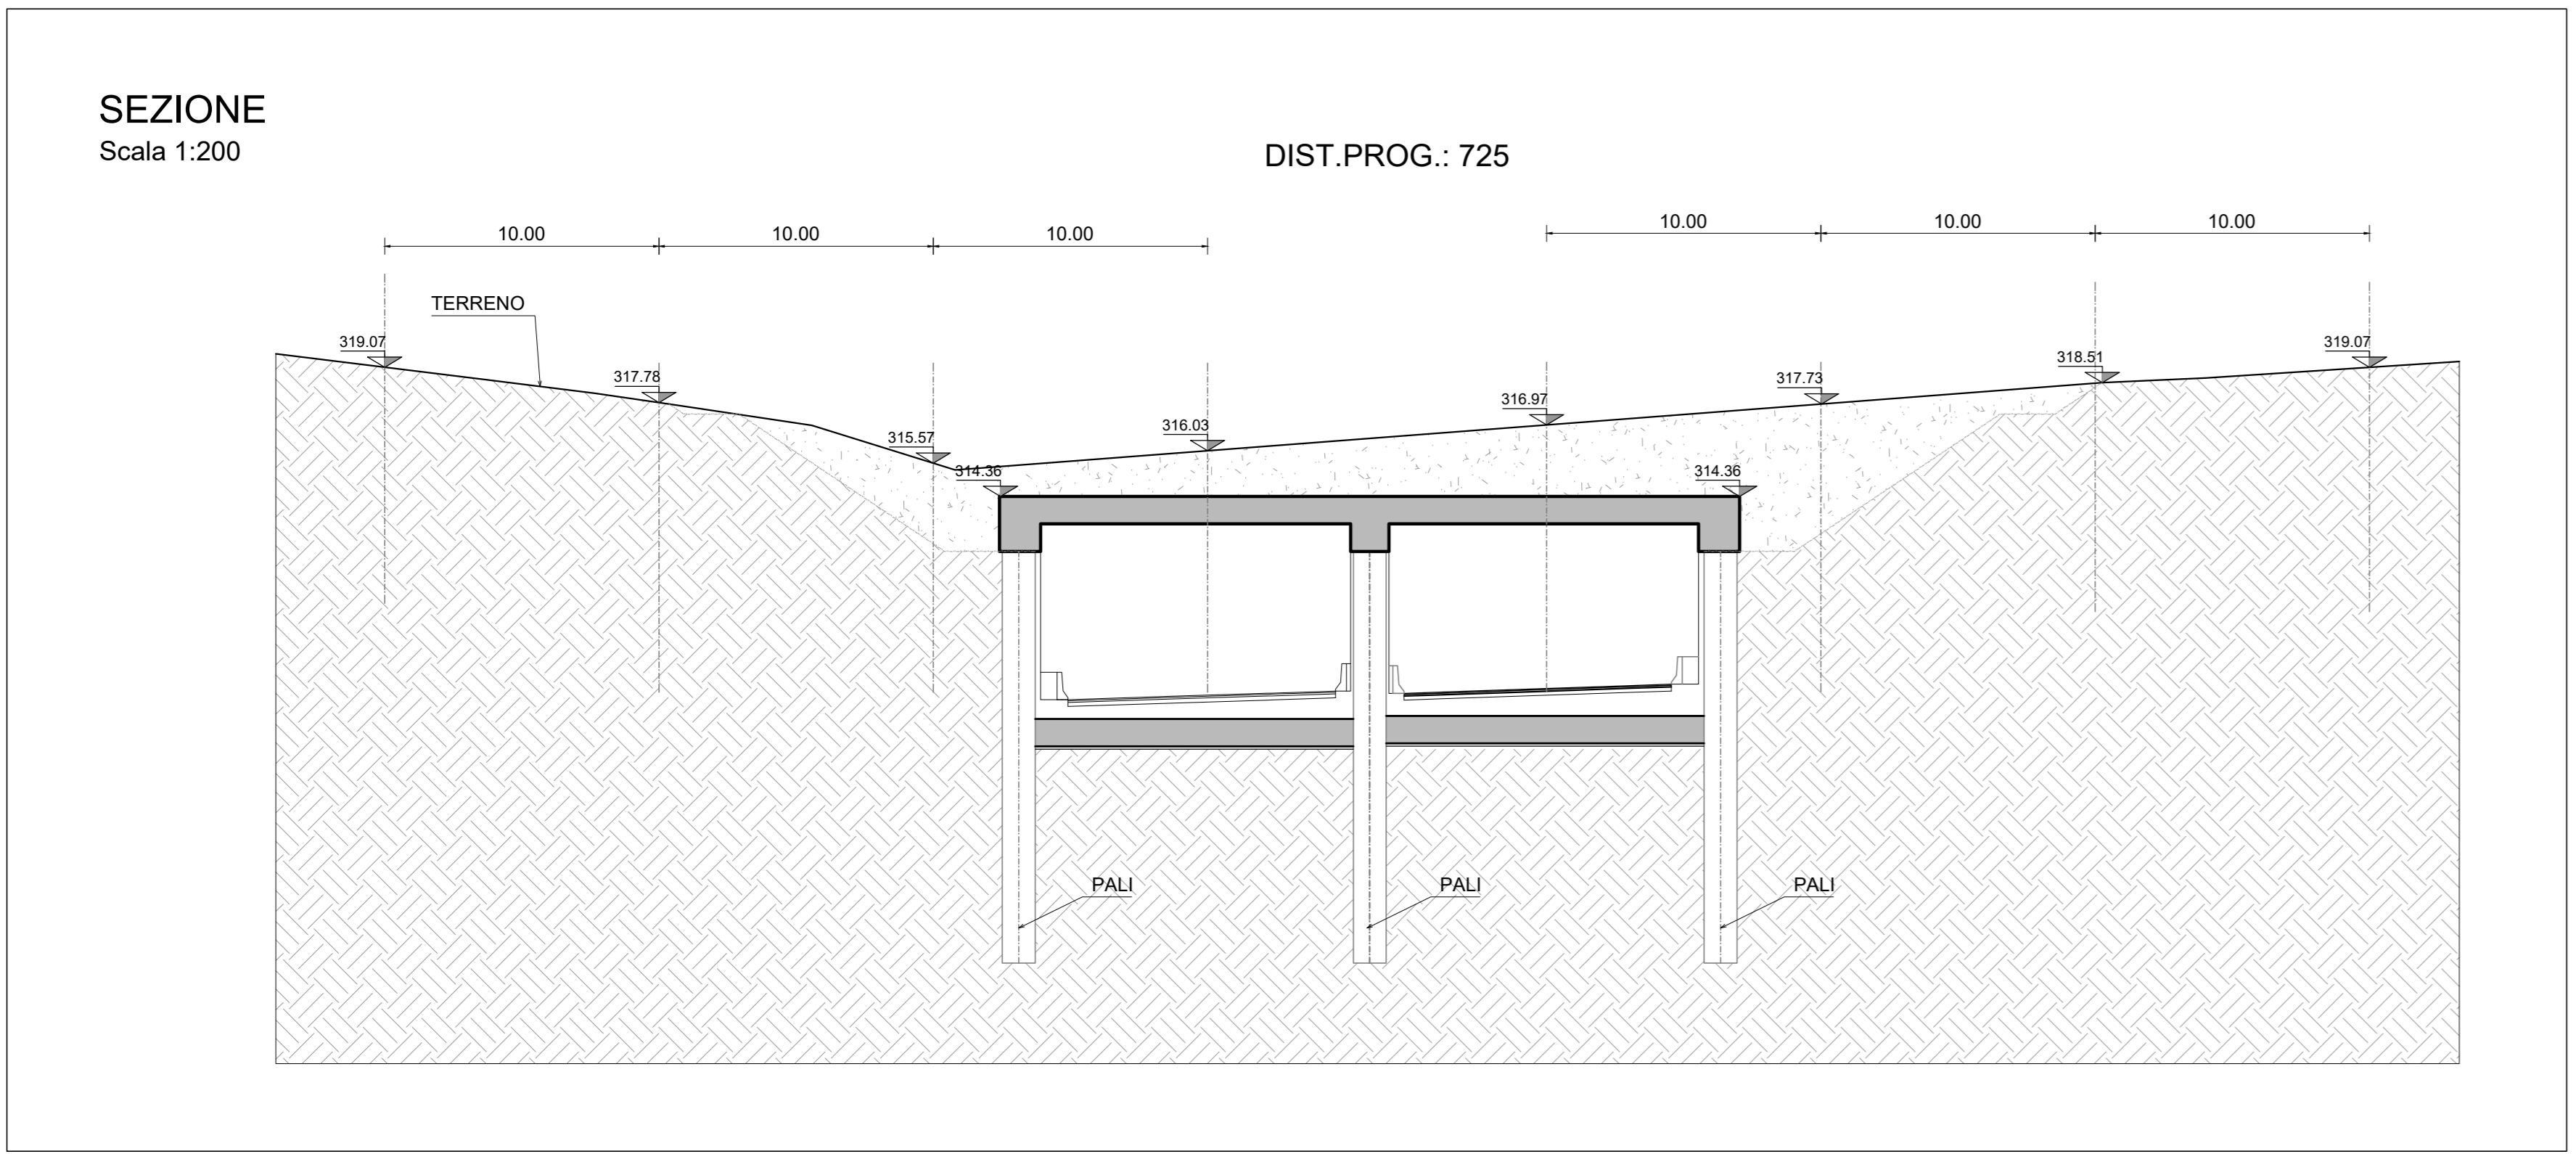 SEZIONE
Scala 1:200
DIST.PROG.: 725
10.00 10.00 10.00 10.00 10.00 10.00
TERRENO
319.07 317.78 315.57 314.36 316.03 316.97 314.36 317.73 318.51 319.07
PALI PALI PALI